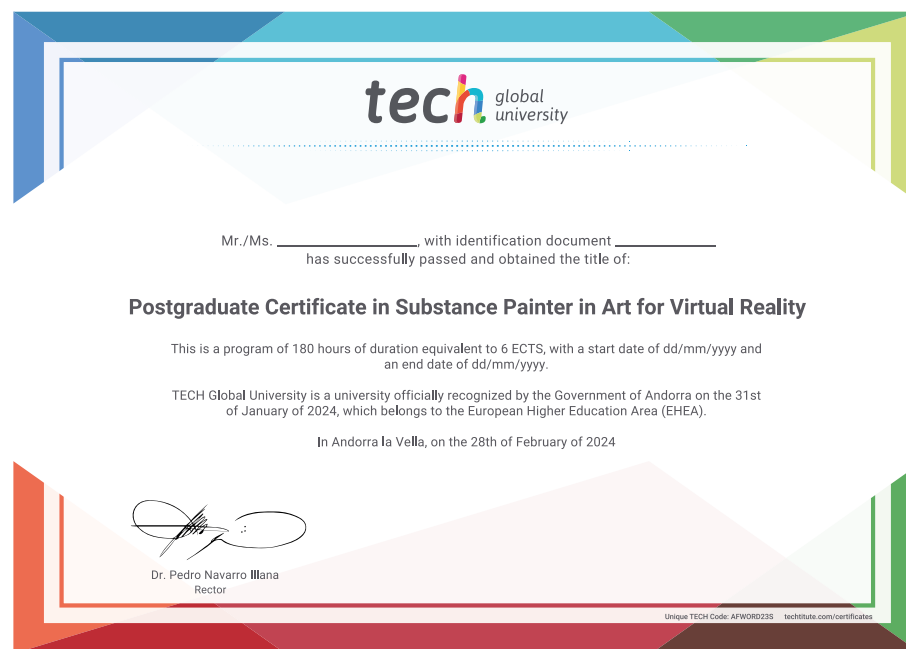 tech global
university
Mr./Ms. ____________, with identification document ____________
has successfully passed and obtained the title of:
Postgraduate Certificate in Substance Painter in Art for Virtual Reality
This is a program of 180 hours of duration equivalent to 6 ECTS, with a start date of dd/mm/yyyy and
an end date of dd/mm/yyyy.
TECH Global University is a university officially recognized by the Government of Andorra on the 31st
of January of 2024, which belongs to the European Higher Education Area (EHEA).
In Andorra la Vella, on the 28th of February of 2024
Dr. Pedro Navarro Illana
Rector
Unique TECH Code: AFWORD23S techtitute.com/certificates